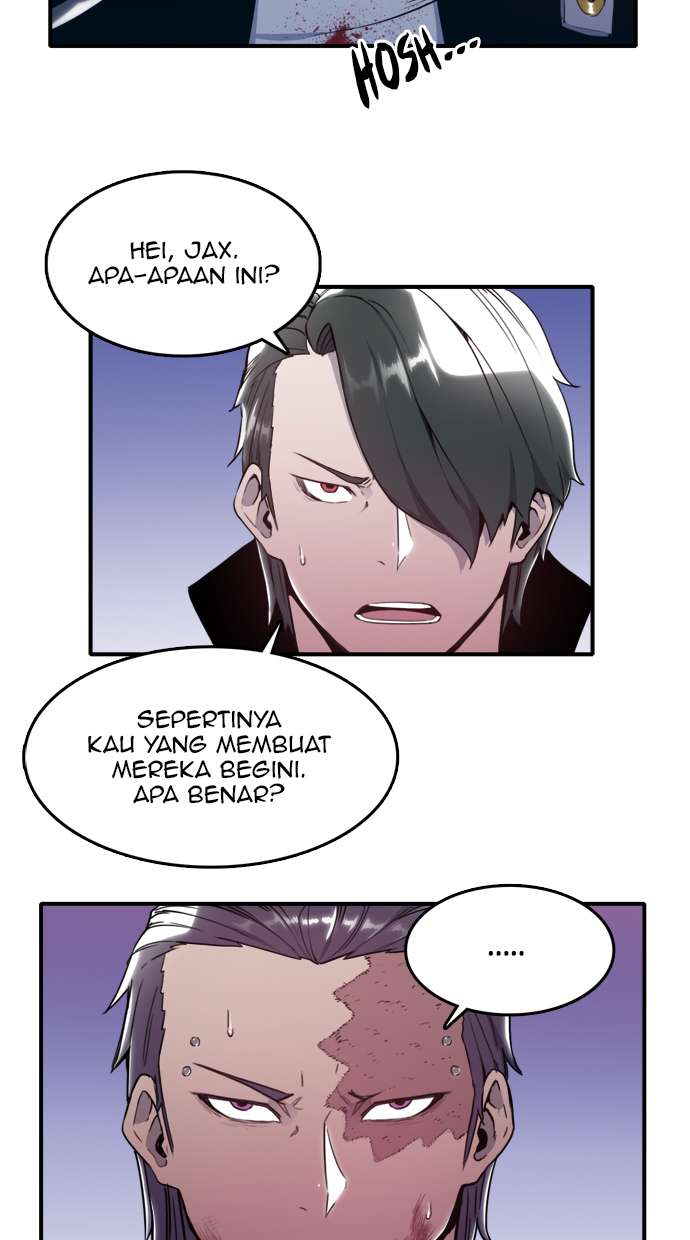 HOSH...
HEI, JAX.
APA-APAAN INI?
SEPERTINYA
KAU YANG MEMBUAT
MEREKA BEGINI.
APA BENAR?
.....